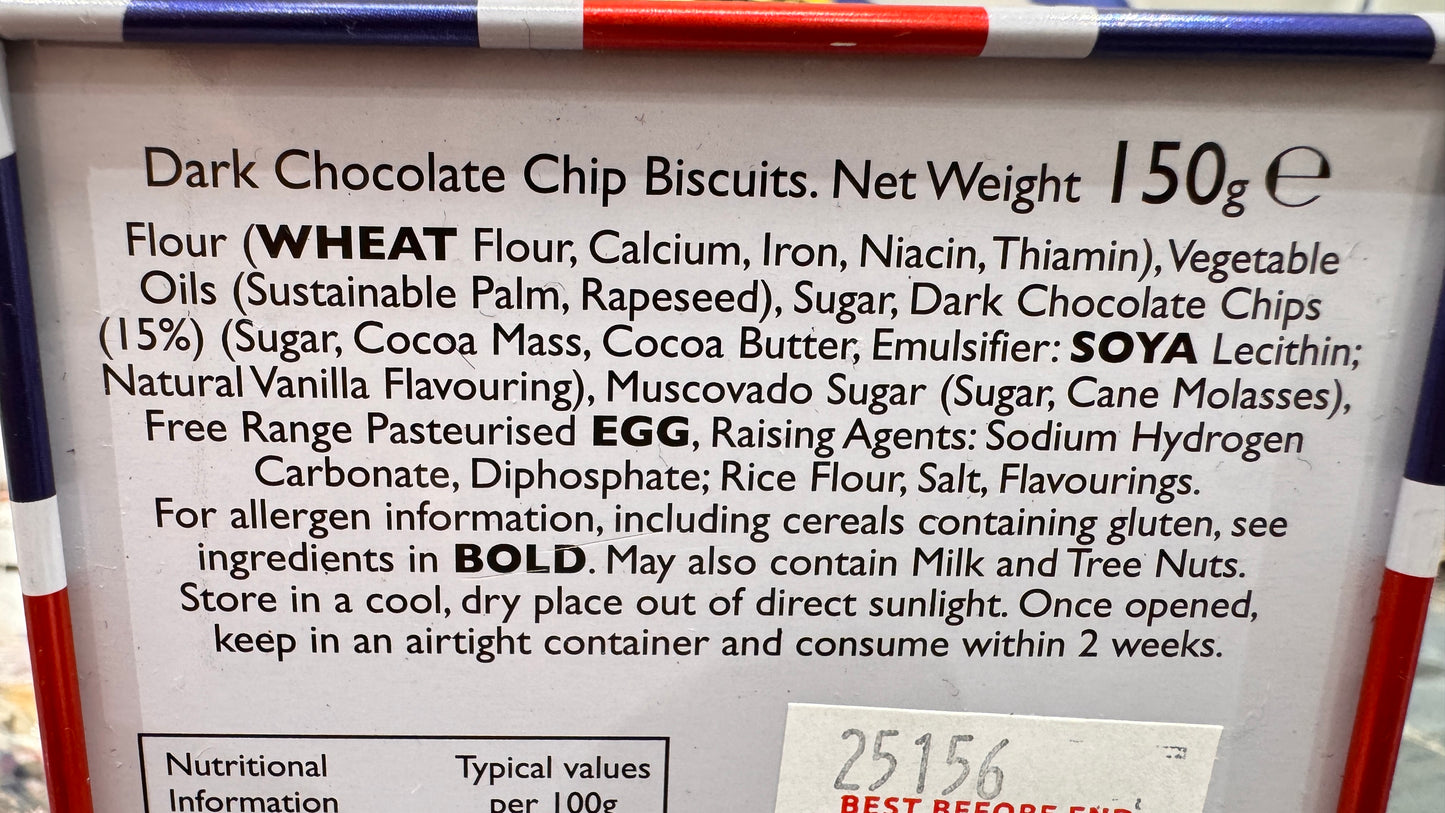 Dark Chocolate Chip Biscuits. Net Weight 150g ℮
Flour (WHEAT Flour, Calcium, Iron, Niacin, Thiamin), Vegetable
Oils (Sustainable Palm, Rapeseed), Sugar, Dark Chocolate Chips
(15%) (Sugar, Cocoa Mass, Cocoa Butter, Emulsifier: SOYA Lecithin;
Natural Vanilla Flavouring), Muscovado Sugar (Sugar, Cane Molasses),
Free Range Pasteurised EGG, Raising Agents: Sodium Hydrogen
Carbonate, Diphosphate; Rice Flour, Salt, Flavourings.
For allergen information, including cereals containing gluten, see
ingredients in BOLD. May also contain Milk and Tree Nuts.
Store in a cool, dry place out of direct sunlight. Once opened,
keep in an airtight container and consume within 2 weeks.
Nutritional Typical values
Information per 100g
25156
BEST BEFORE END